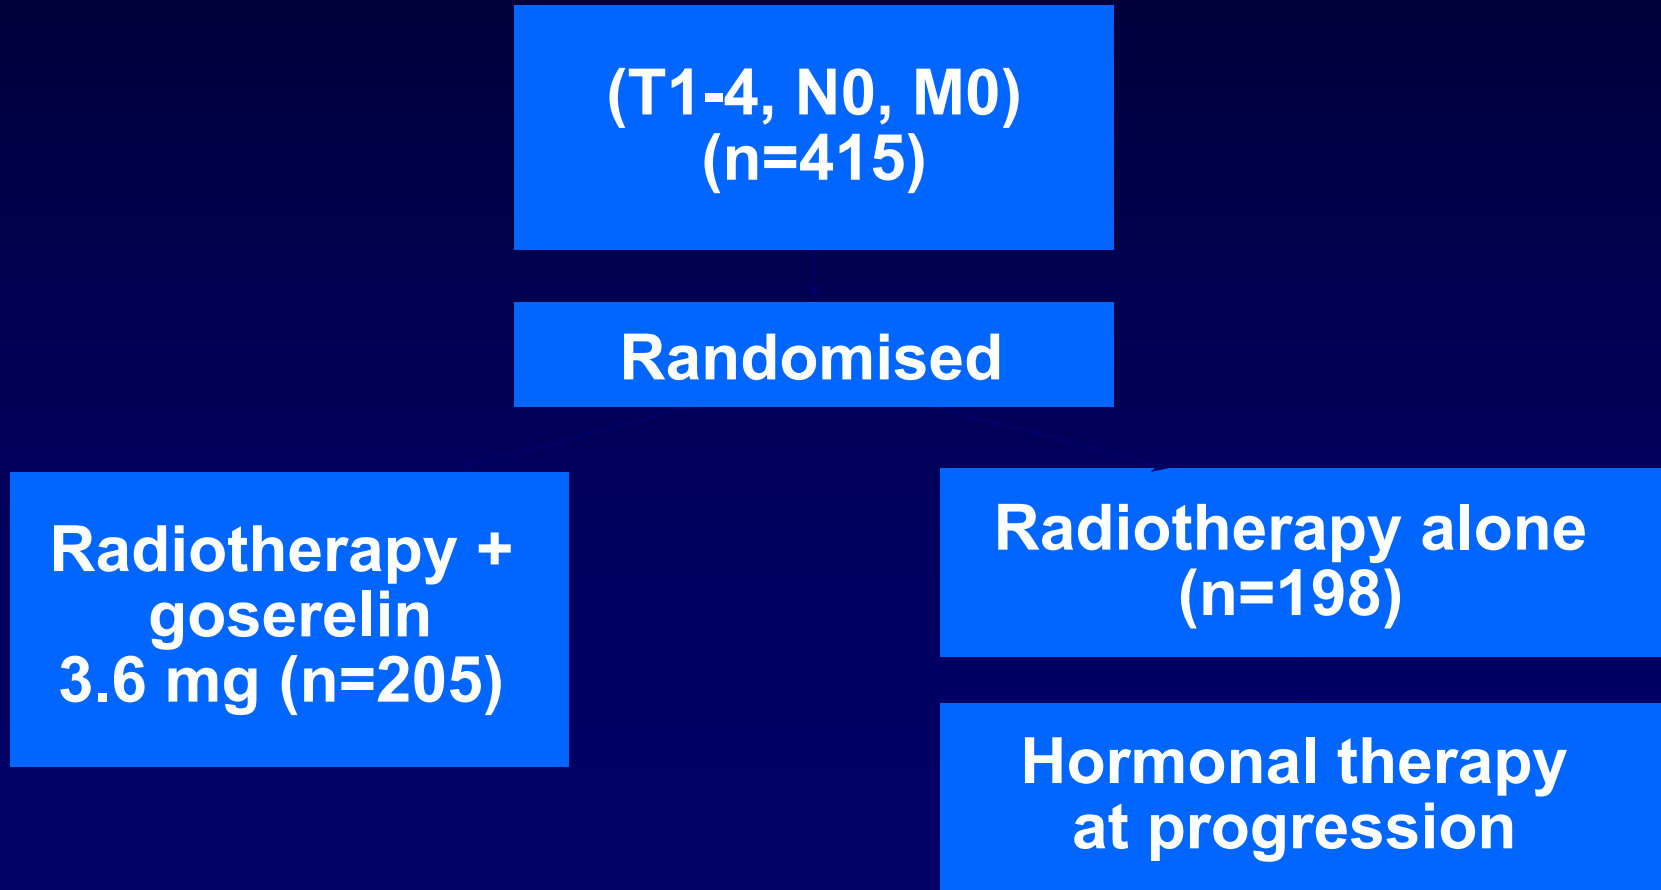 (T1-4, N0, M0)
(n=415)
Randomised
Radiotherapy +
goserelin
3.6 mg (n=205)
Radiotherapy alone
(n=198)
Hormonal therapy
at progression